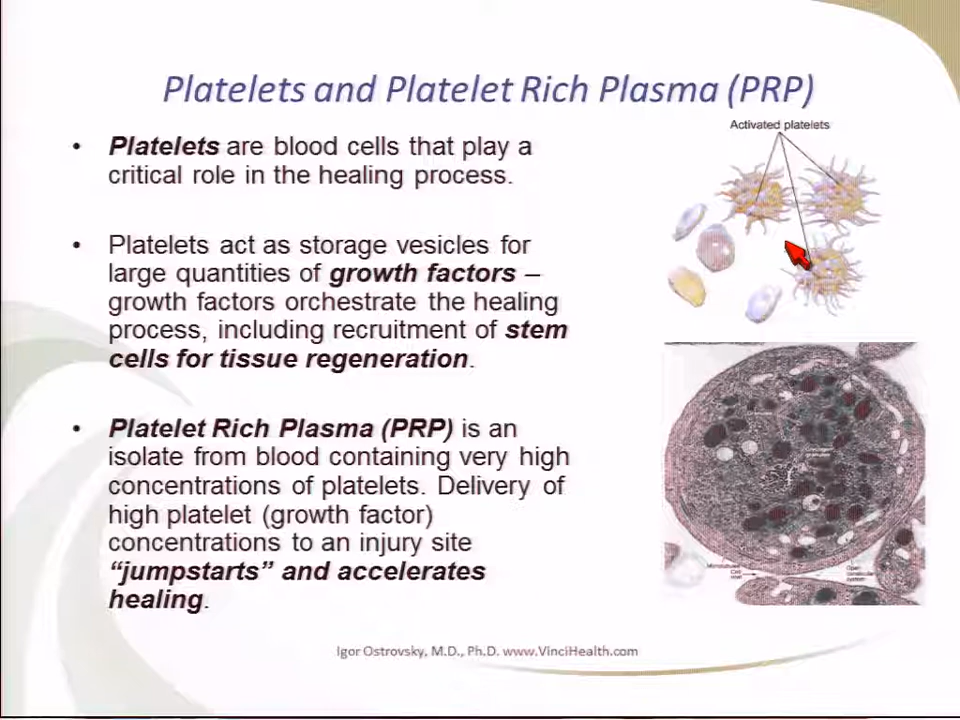 Platelets and Platelet Rich Plasma (PRP)
Activated platelets
• Platelets are blood cells that play a
critical role in the healing process.
• Platelets act as storage vesicles for
large quantities of growth factors –
growth factors orchestrate the healing
process, including recruitment of stem
cells for tissue regeneration.
• Platelet Rich Plasma (PRP) is an
isolate from blood containing very high
concentrations of platelets. Delivery of
high platelet (growth factor)
concentrations to an injury site
“jumpstarts” and accelerates
healing.
Open
canalicular
system
Igor Ostrovsky, M.D., Ph.D. www.VinciHealth.com